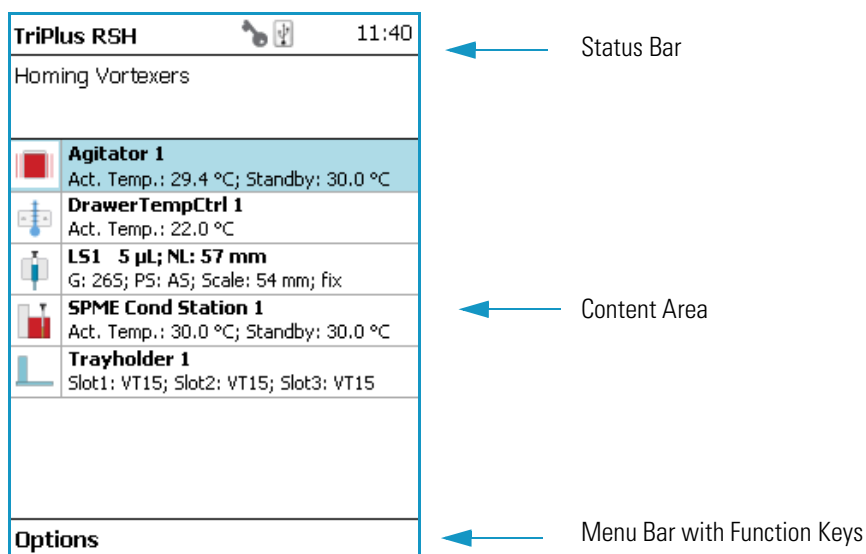 TriPlus RSH 11:40
Status Bar
Homing Vortexers
Agitator 1
Act. Temp.: 29.4 °C; Standby: 30.0 °C
DrawerTempCtrl 1
Act. Temp.: 22.0 °C
LS1 5 µL; NL: 57 mm
G: 26S; PS: AS; Scale: 54 mm; fix
SPME Cond Station 1
Act. Temp.: 30.0 °C; Standby: 30.0 °C
Content Area
Trayholder 1
Slot1: VT15; Slot2: VT15; Slot3: VT15
Options
Menu Bar with Function Keys